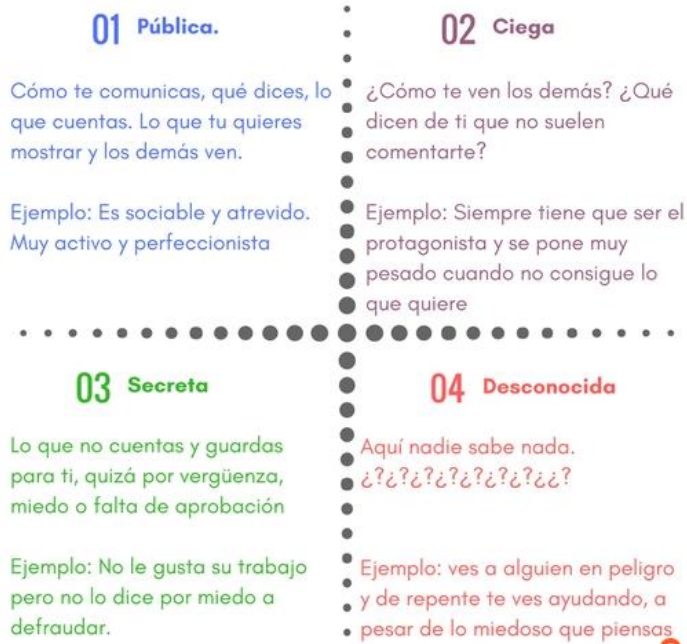 01 Pública.
Cómo te comunicas, qué dices, lo
que cuentas. Lo que tu quieres
mostrar y los demás ven.
Ejemplo: Es sociable y atrevido.
Muy activo y perfeccionista
02 Ciega
¿Cómo te ven los demás? ¿Qué
dicen de ti que no suelen
comentarte?
Ejemplo: Siempre tiene que ser el
protagonista y se pone muy
pesado cuando no consigue lo
que quiere
03 Secreta
Lo que no cuentas y guardas
para ti, quizá por vergüenza,
miedo o falta de aprobación
Ejemplo: No le gusta su trabajo
pero no lo dice por miedo a
defraudar.
04 Desconocida
Aquí nadie sabe nada.
¿?¿?¿?¿?¿?¿?¿?¿¿?
Ejemplo: ves a alguien en peligro
y de repente te ves ayudando, a
pesar de lo miedoso que piensas